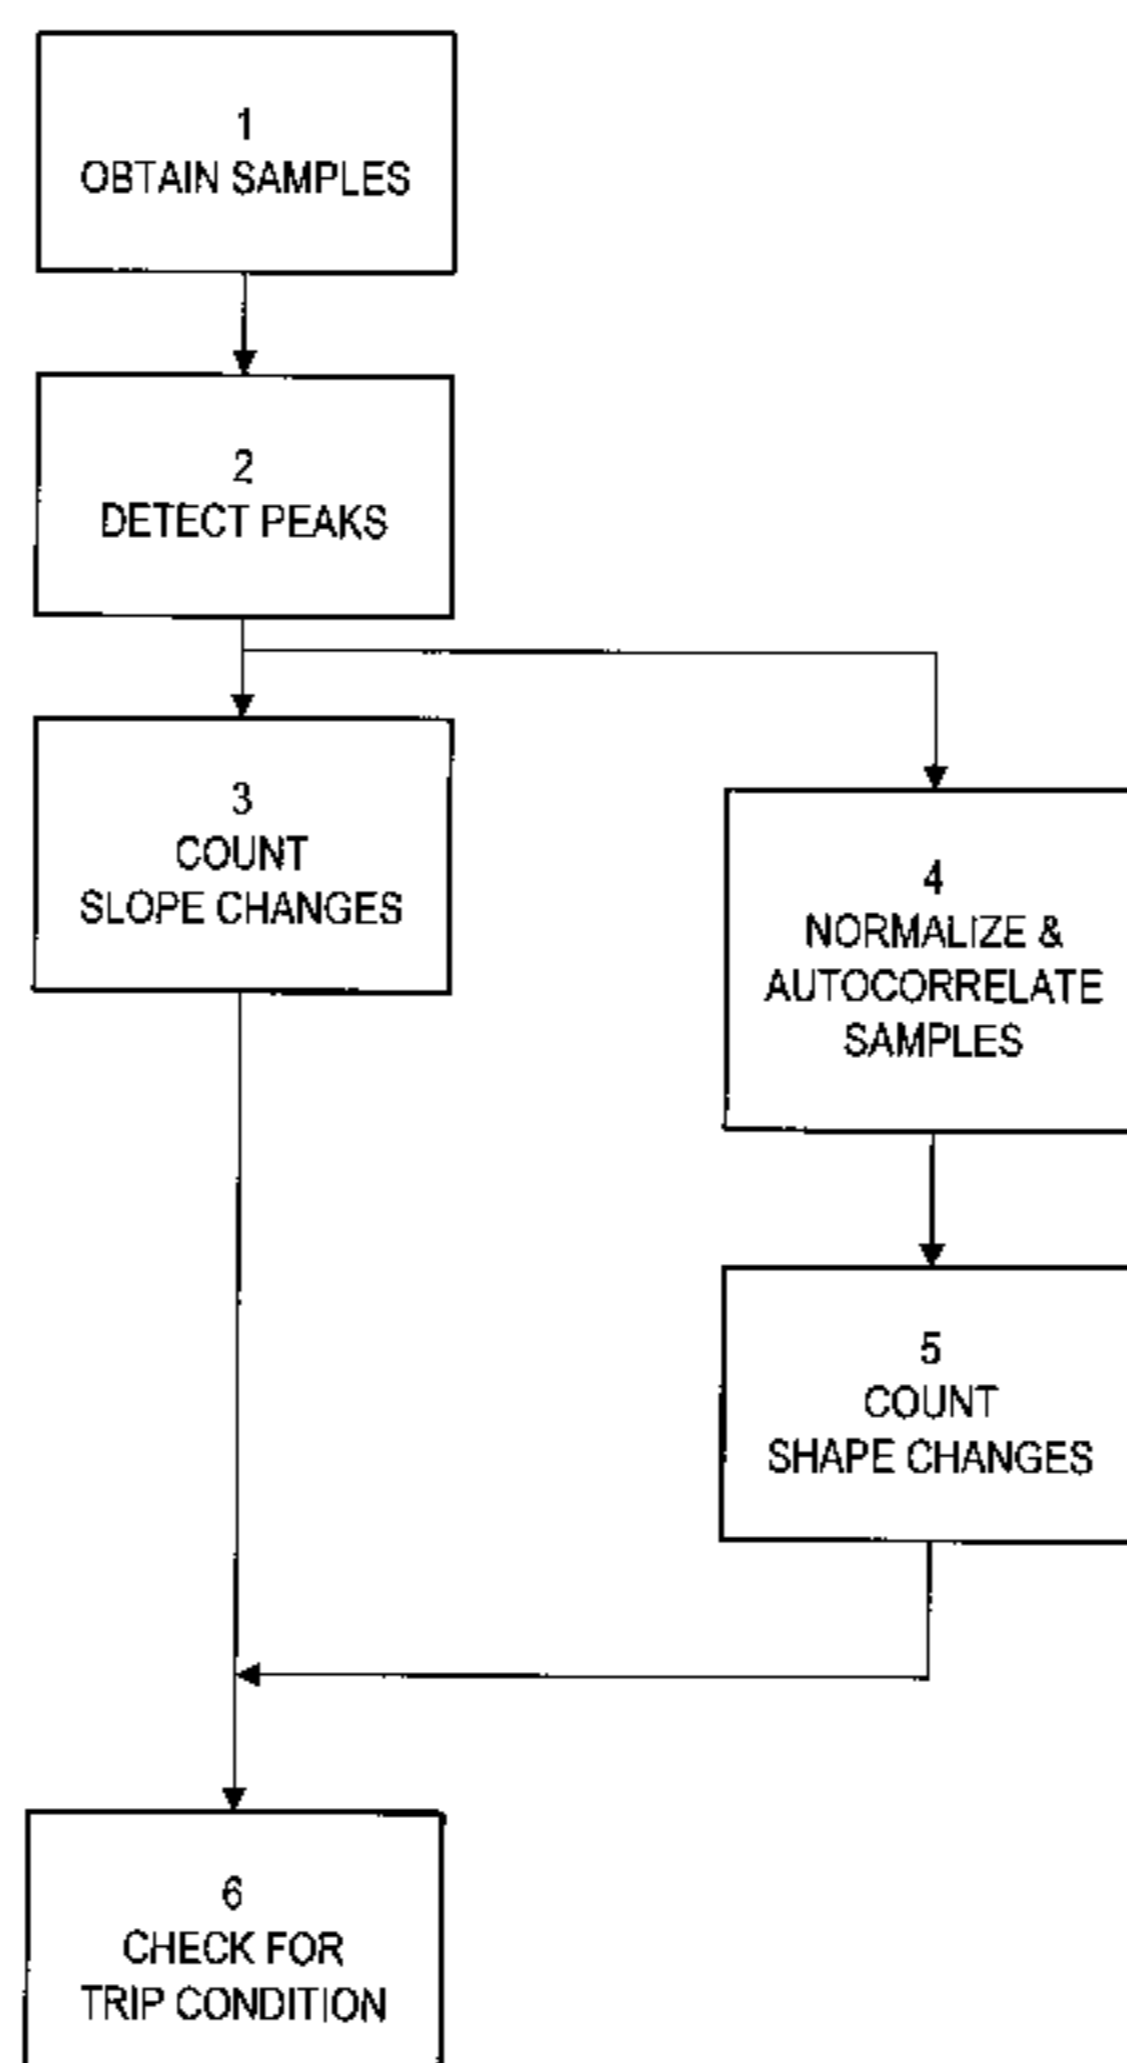 1
OBTAIN SAMPLES
2
DETECT PEAKS
3
COUNT
SLOPE CHANGES
4
NORMALIZE &
AUTOCORRELATE
SAMPLES
5
COUNT
SHAPE CHANGES
6
CHECK FOR
TRIP CONDITION